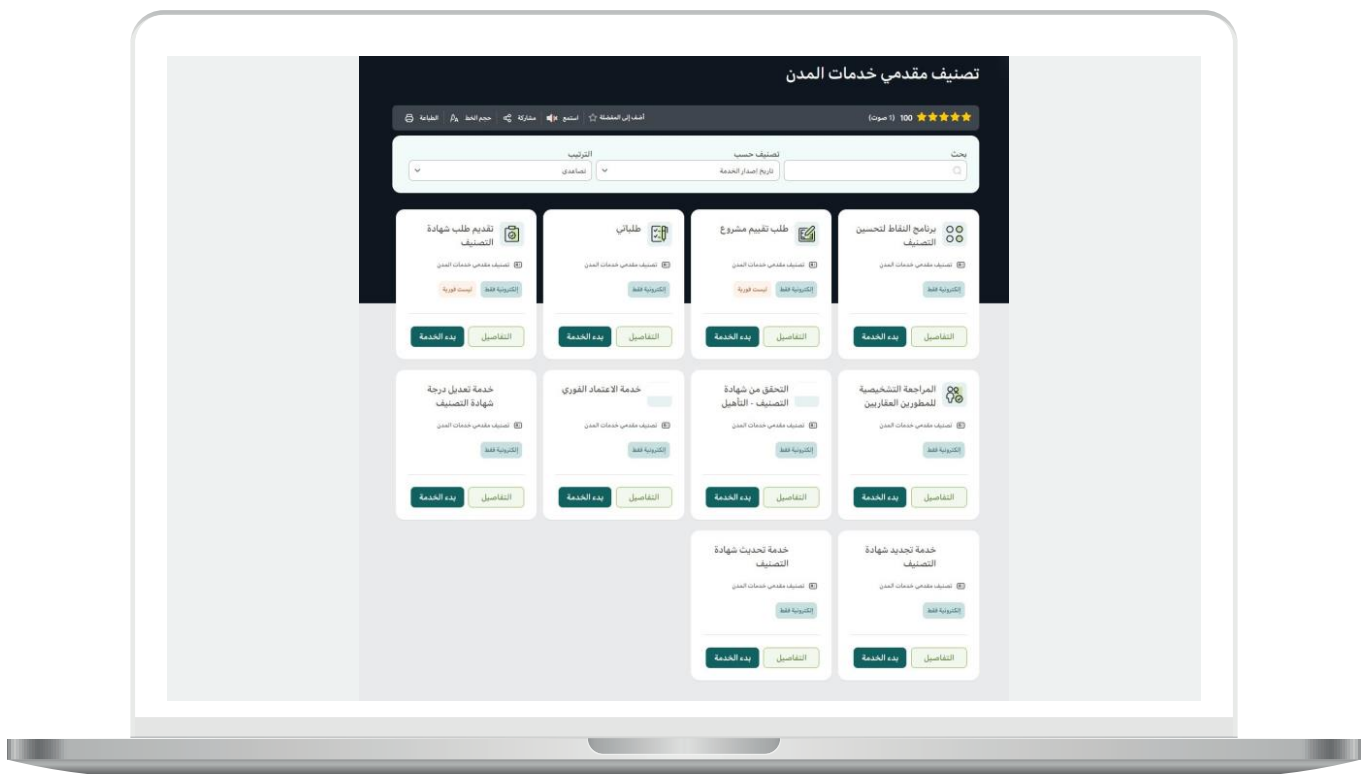 تصنيف مقدمي خدمات المدن
100 (1 صوت)
أضف إلى المفضلة
استمع
مشاركة
حجم الخط
الطباعة
بحث
تصنيف حسب
الترتيب
تاريخ اصدار الخدمة
تصاعدي
برنامج النقاط لتحسين
التصنيف
تصنيف مقدمي خدمات المدن
إلكترونية فقط
التفاصيل
بدء الخدمة
طلب تقييم مشروع
تصنيف مقدمي خدمات المدن
إلكترونية فقط
ليست فورية
التفاصيل
بدء الخدمة
طلباتي
تصنيف مقدمي خدمات المدن
إلكترونية فقط
التفاصيل
بدء الخدمة
تقديم طلب شهادة
التصنيف
تصنيف مقدمي خدمات المدن
إلكترونية فقط
ليست فورية
التفاصيل
بدء الخدمة
المراجعة التشخيصية
للمطورين العقاريين
تصنيف مقدمي خدمات المدن
إلكترونية فقط
التفاصيل
بدء الخدمة
التحقق من شهادة
التصنيف - التأهيل
تصنيف مقدمي خدمات المدن
إلكترونية فقط
التفاصيل
بدء الخدمة
خدمة الاعتماد الفوري
تصنيف مقدمي خدمات المدن
إلكترونية فقط
التفاصيل
بدء الخدمة
خدمة تعديل درجة
شهادة التصنيف
تصنيف مقدمي خدمات المدن
إلكترونية فقط
التفاصيل
بدء الخدمة
خدمة تجديد شهادة
التصنيف
تصنيف مقدمي خدمات المدن
إلكترونية فقط
التفاصيل
بدء الخدمة
خدمة تحديث شهادة
التصنيف
تصنيف مقدمي خدمات المدن
إلكترونية فقط
التفاصيل
بدء الخدمة